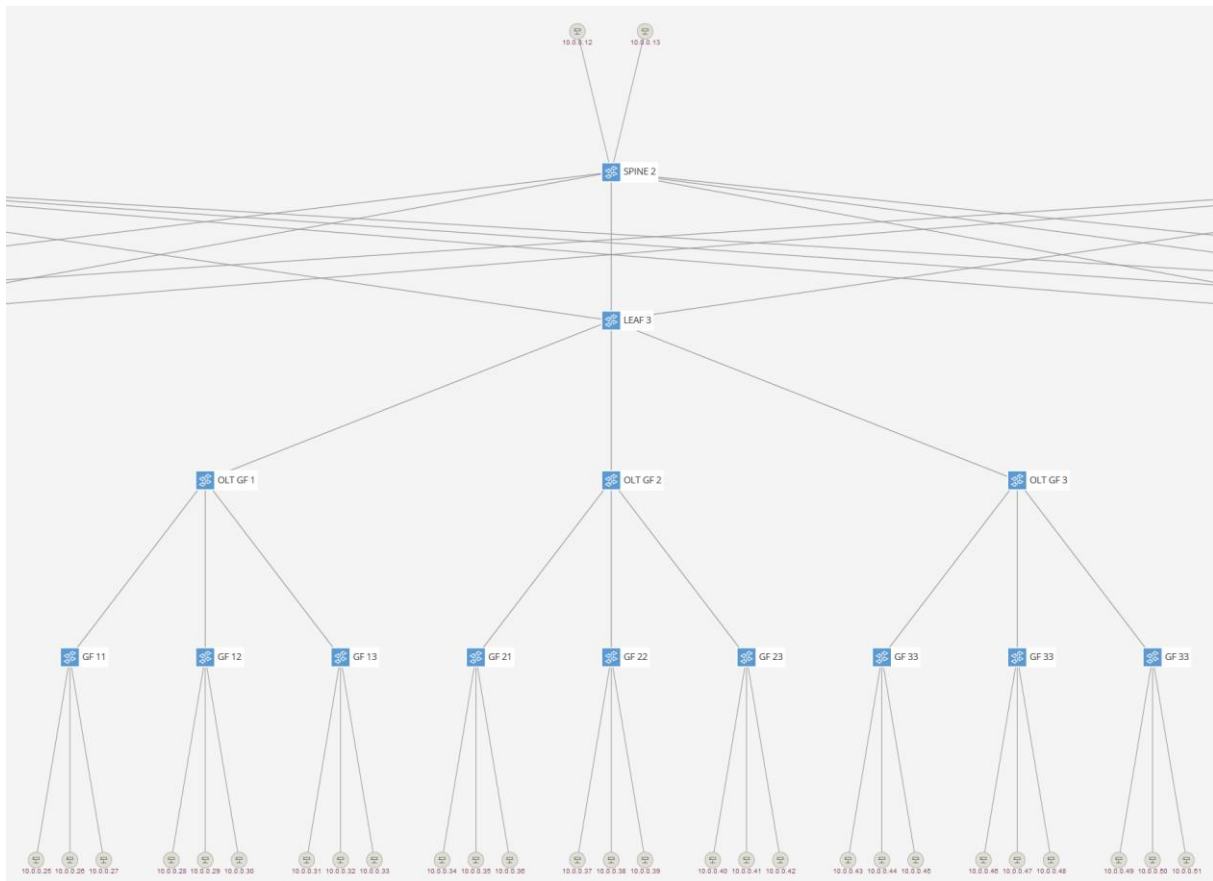 10.0.0.12 10.0.0.13
SPINE 2
LEAF 3
OLT GF 1 OLT GF 2 OLT GF 3
GF 11 GF 12 GF 13 GF 21 GF 22 GF 23 GF 33 GF 33 GF 33
10.0.0.25 10.0.0.26 10.0.0.27 10.0.0.28 10.0.0.29 10.0.0.30 10.0.0.31 10.0.0.32 10.0.0.33 10.0.0.34 10.0.0.35 10.0.0.36 10.0.0.37 10.0.0.38 10.0.0.39 10.0.0.40 10.0.0.41 10.0.0.42 10.0.0.43 10.0.0.44 10.0.0.45 10.0.0.46 10.0.0.47 10.0.0.48 10.0.0.49 10.0.0.50 10.0.0.51